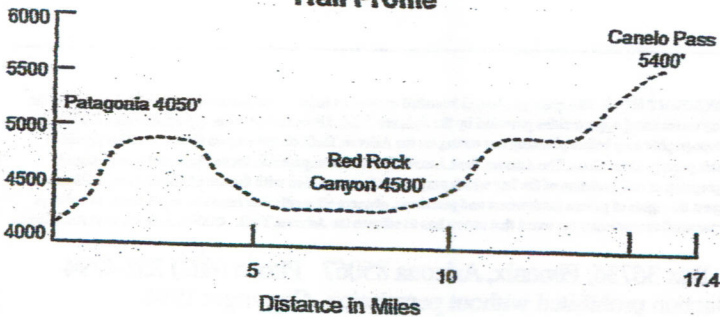 Trail Profile
6000
5500
5000
4500
4000
Patagonia 4050'
Red Rock
Canyon 4500'
Canelo Pass
5400'
5
10
17.4
Distance in Miles